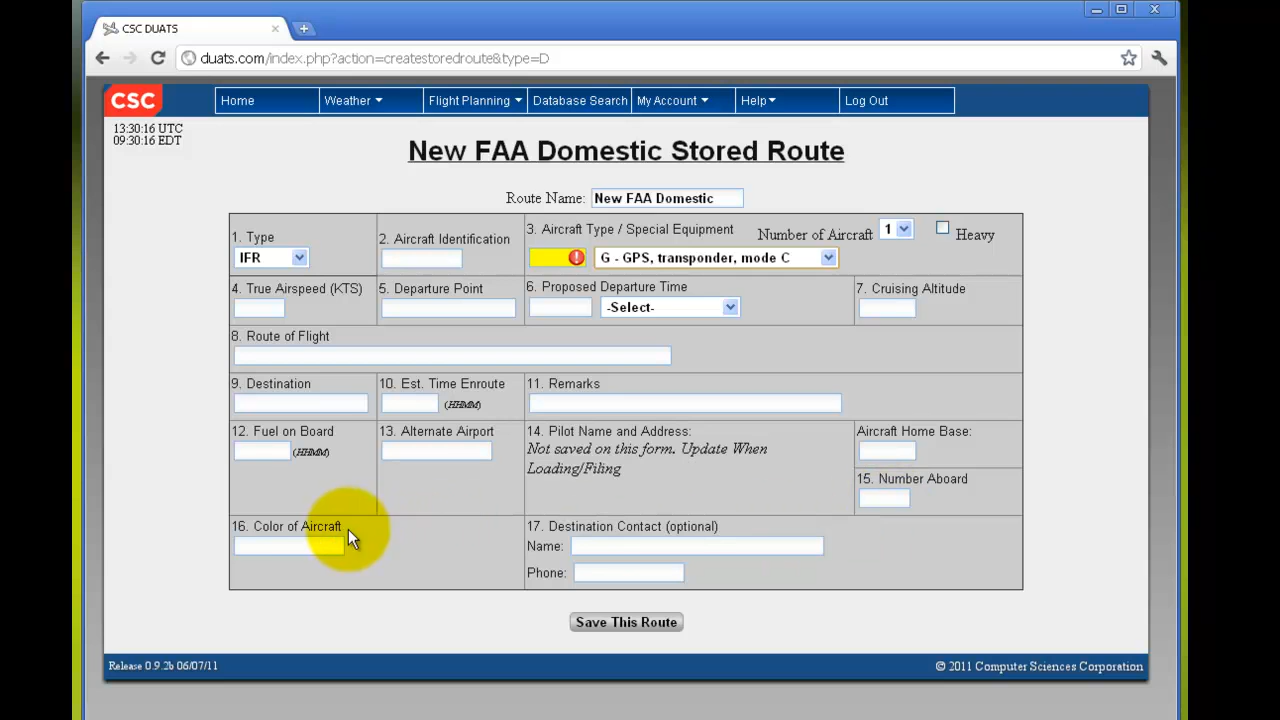 CSC DUATS
duats.com/index.php?action=createstoredroute&type=D
CSC
Home Weather Flight Planning Database Search My Account Help Log Out
13:30:16 UTC
09:30:16 EDT
New FAA Domestic Stored Route
Route Name: New FAA Domestic
1. Type
IFR
2. Aircraft Identification
3. Aircraft Type / Special Equipment
Number of Aircraft 1 Heavy
G - GPS, transponder, mode C
4. True Airspeed (KTS)
5. Departure Point
6. Proposed Departure Time
-Select-
7. Cruising Altitude
8. Route of Flight
9. Destination
10. Est. Time Enroute
(HHMM)
11. Remarks
12. Fuel on Board
(HHMM)
13. Alternate Airport
14. Pilot Name and Address:
Not saved on this form. Update When
Loading/Filing
Aircraft Home Base:
15. Number Aboard
16. Color of Aircraft
17. Destination Contact (optional)
Name:
Phone:
Save This Route
Release 0.9.2b 06/07/11
© 2011 Computer Sciences Corporation